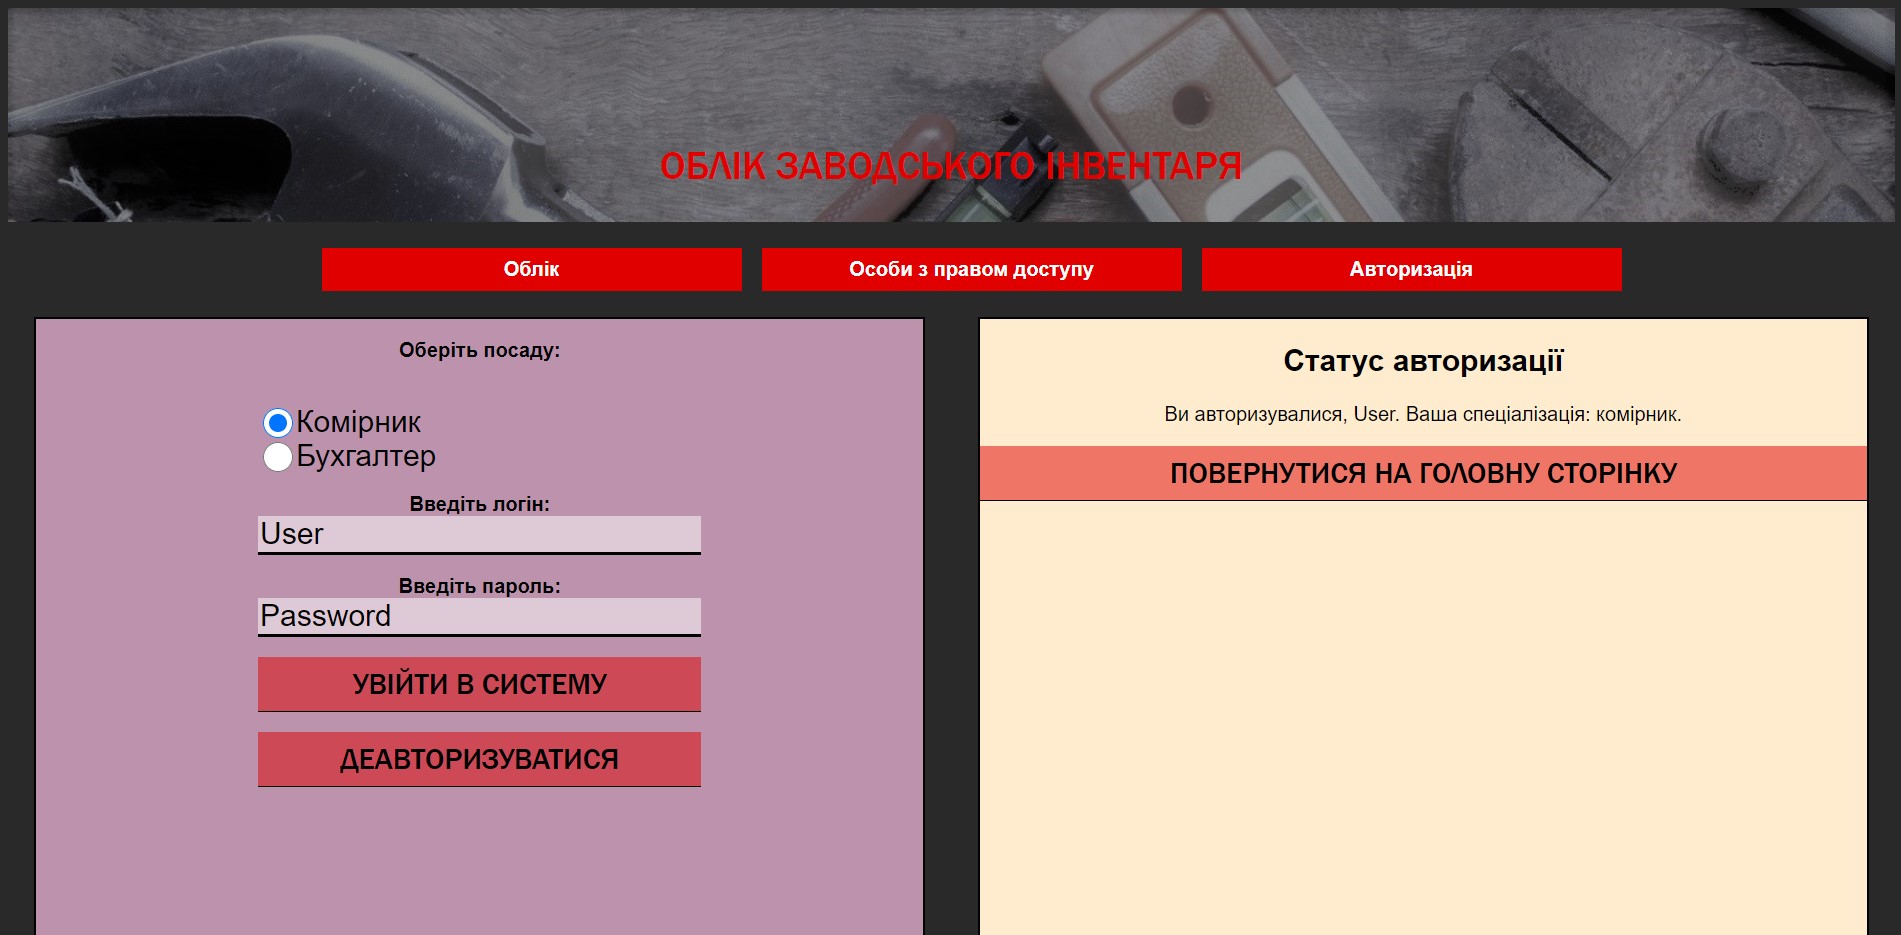 ОБЛІК ЗАВОДСЬКОГО ІНВЕНТАРЯ
Облік
Особи з правом доступу
Авторизація
Оберіть посаду:
Комірник
Бухгалтер
Введіть логін:
User
Введіть пароль:
Password
УВІЙТИ В СИСТЕМУ
ДЕАВТОРИЗУВАТИСЯ
Статус авторизації
Ви авторизувалися, User. Ваша спеціалізація: комірник.
ПОВЕРНУТИСЯ НА ГОЛОВНУ СТОРІНКУ